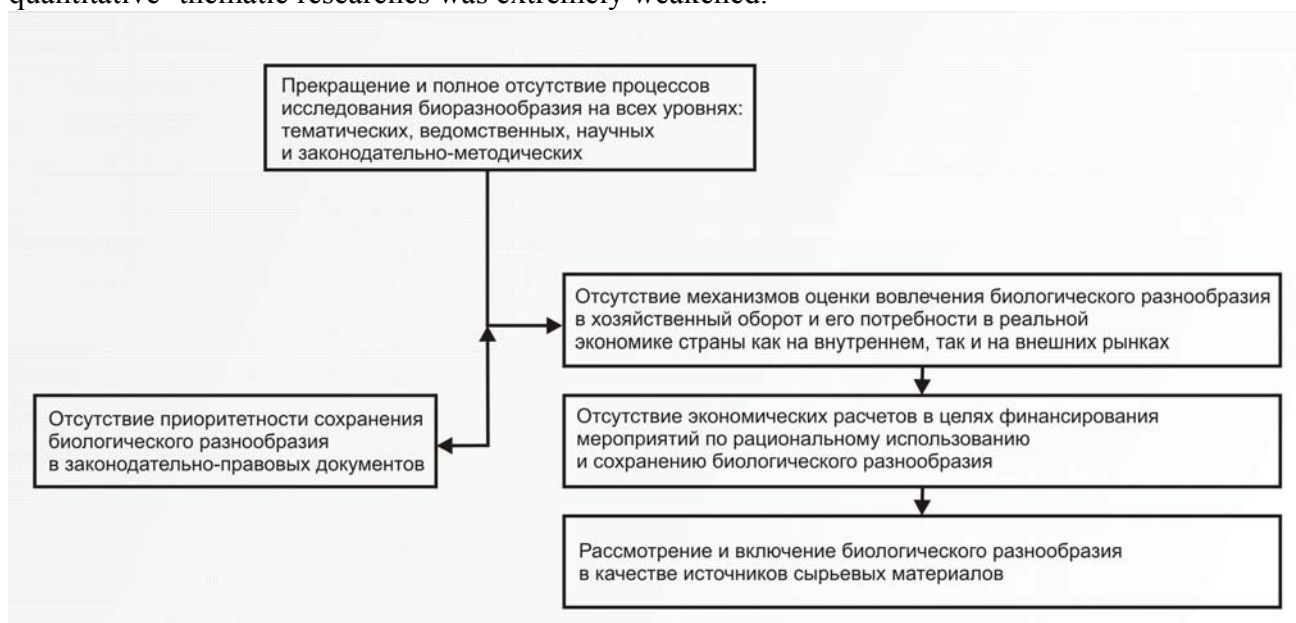 quantitative thematic researches was extremely weakened.
Прекращение и полное отсутствие процессов
исследования биоразнообразия на всех уровнях:
тематических, ведомственных, научных
и законодательно-методических
Отсутствие механизмов оценки вовлечения биологического разнообразия
в хозяйственный оборот и его потребности в реальной
экономике страны как на внутреннем, так и на внешних рынках
Отсутствие приоритетности сохранения
биологического разнообразия
в законодательно-правовых документов
Отсутствие экономических расчетов в целях финансирования
мероприятий по рациональному использованию
и сохранению биологического разнообразия
Рассмотрение и включение биологического разнообразия
в качестве источников сырьевых материалов